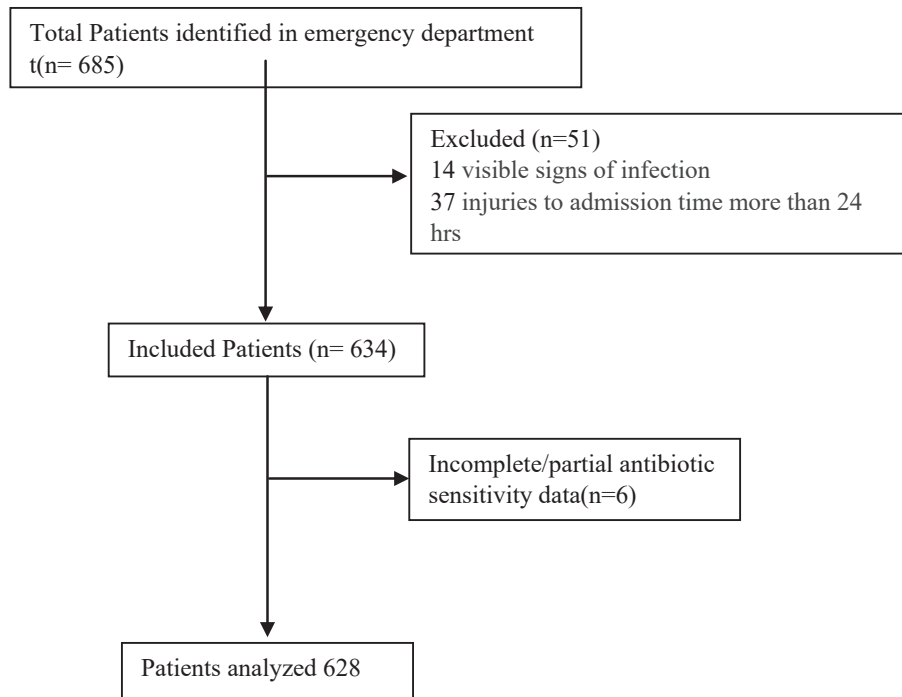 Total Patients identified in emergency department
t(n= 685)
Excluded (n=51)
14 visible signs of infection
37 injuries to admission time more than 24
hrs
Included Patients (n= 634)
Incomplete/partial antibiotic
sensitivity data(n=6)
Patients analyzed 628